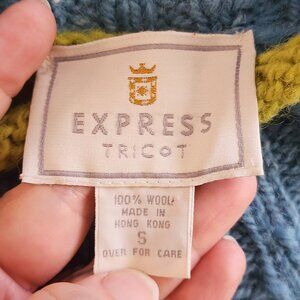 EXPRESS
TRICOT
100% WOOL
MADE IN
HONG KONG
S
OVER FOR CARE